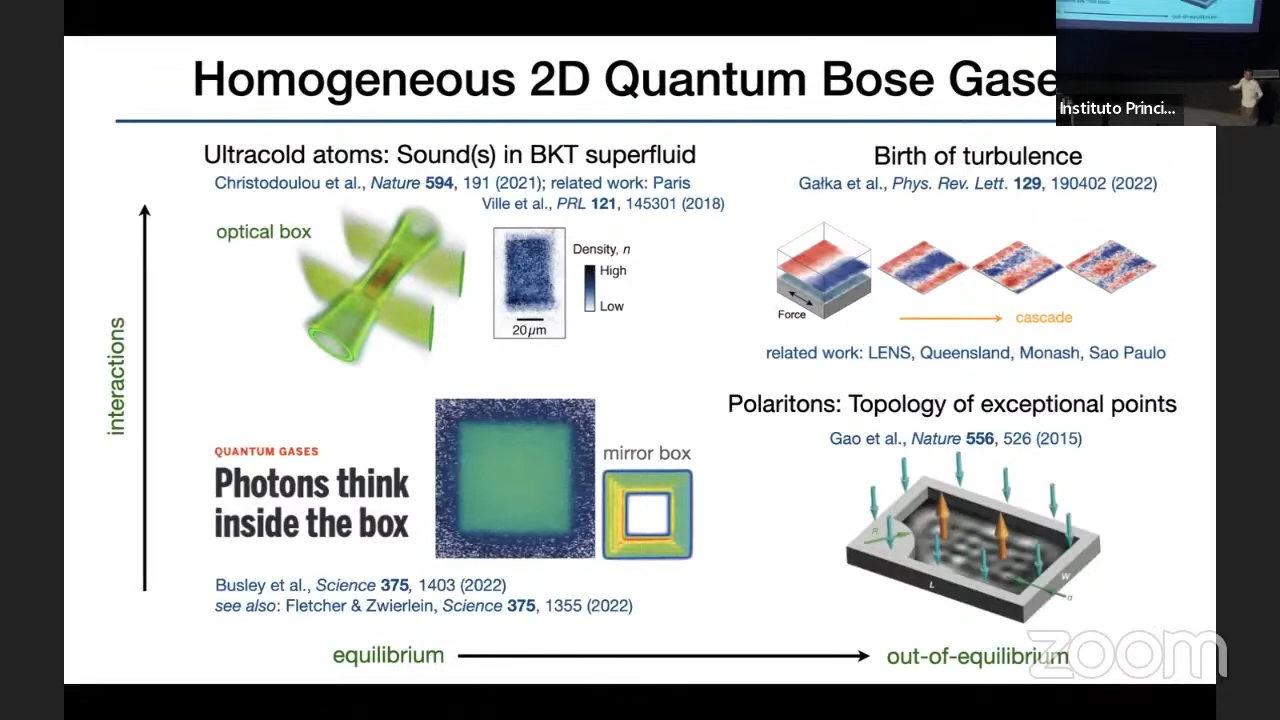 Homogeneous 2D Quantum Bose Gase
out-of-equilibrium
Instituto Princi...
Ultracold atoms: Sound(s) in BKT superfluid
Christodoulou et al., Nature 594, 191 (2021); related work: Paris
Ville et al., PRL 121, 145301 (2018)
optical box
Density, n
High
Low
20 µm
Birth of turbulence
Gałka et al., Phys. Rev. Lett. 129, 190402 (2022)
Force
cascade
related work: LENS, Queensland, Monash, Sao Paulo
interactions
QUANTUM GASES
Photons think
inside the box
mirror box
Busley et al., Science 375, 1403 (2022)
see also: Fletcher & Zwierlein, Science 375, 1355 (2022)
Polaritons: Topology of exceptional points
Gao et al., Nature 556, 526 (2015)
R
L
W
α
equilibrium
out-of-equilibrium
zoom